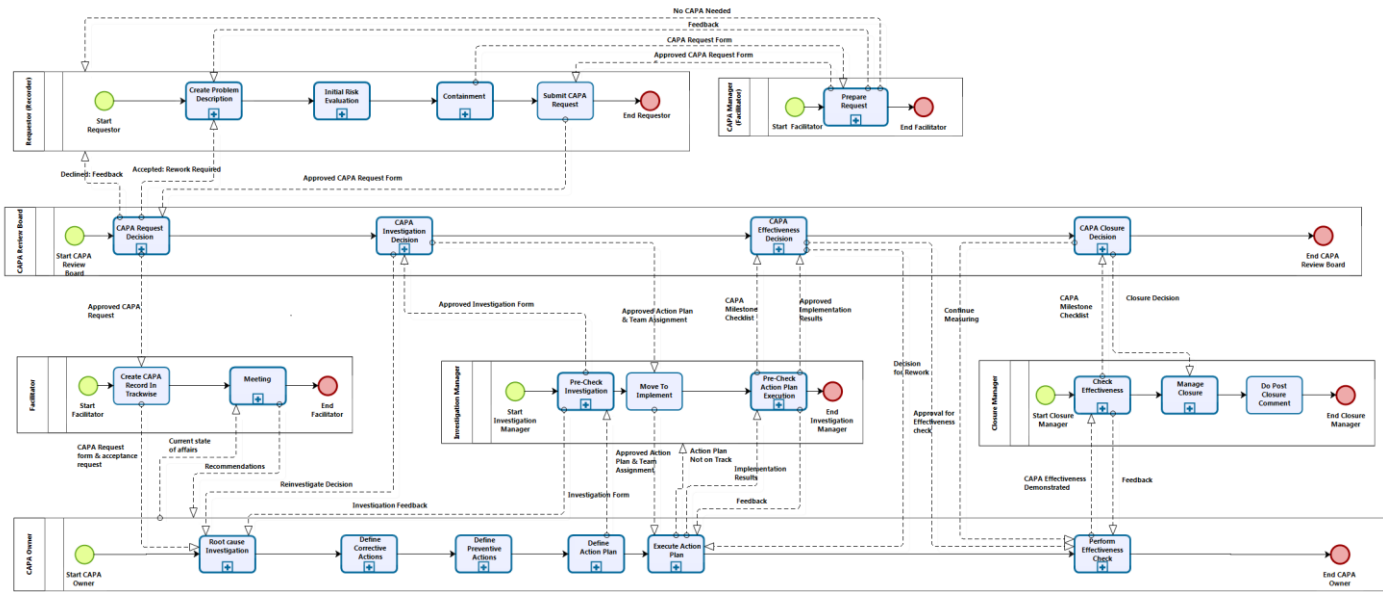 No CAPA Needed
Feedback
CAPA Request Form
Approved CAPA Request Form
Requestor (Recorder)
Start
Requestor
Create Problem
Description
Initial Risk
Evaluation
Containment
Submit CAPA
Request
End Requestor
CAPA Manager
(Facilitator)
Start Facilitator
Prepare
Request
End Facilitator
Declined: Feedback
Accepted: Rework Required
Approved CAPA Request Form
CAPA Review Board
Start CAPA
Review
Board
CAPA Request
Decision
CAPA
Investigation
Decision
CAPA
Effectiveness
Decision
CAPA Closure
Decision
End CAPA
Review Board
Approved CAPA
Request
Approved Investigation Form
Approved Action Plan
& Team Assignment
CAPA
Milestone
Checklist
Approved
Implementation
Results
Continue
Measuring
CAPA
Milestone
Checklist
Closure Decision
Facilitator
Start
Facilitator
Create CAPA
Record In
Trackwise
Meeting
End
Facilitator
Investigation Manager
Start
Investigation
Manager
Pre-Check
Investigation
Move To
Implement
Pre-Check
Action Plan
Execution
End
Investigation
Manager
Decision
for Rework
Approval for
Effectiveness
check
Closure Manager
Start Closure
Manager
Check
Effectiveness
Manage
Closure
Do Post
Closure
Comment
End Closure
Manager
CAPA Request
form & acceptance
request
Current state
of affairs
Recommendations
Reinvestigate Decision
Investigation Feedback
Investigation Form
Approved Action
Plan & Team
Assignment
Action Plan
Not on Track
Implementation
Results
Feedback
CAPA Effectiveness
Demonstrated
Feedback
CAPA Owner
Start CAPA
Owner
Root cause
Investigation
Define
Corrective
Actions
Define
Preventive
Actions
Define
Action Plan
Execute Action
Plan
Perform
Effectiveness
Check
End CAPA
Owner